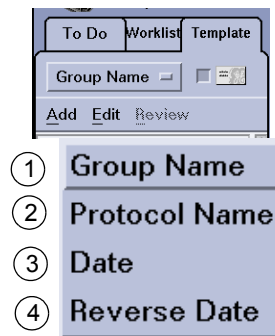 To Do Worklist Template
Group Name
Add Edit Review
1 Group Name
2 Protocol Name
3 Date
4 Reverse Date